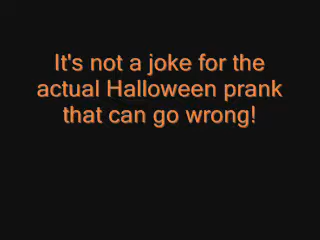 It's not a joke for the
actual Halloween prank
that can go wrong!